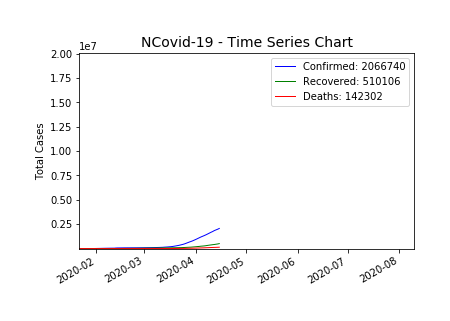 NCovid-19 - Time Series Chart
1e7
2.00
1.75
1.50
1.25
1.00
0.75
0.50
0.25
Total Cases
Confirmed: 2066740
Recovered: 510106
Deaths: 142302
2020-02
2020-03
2020-04
2020-05
2020-06
2020-07
2020-08